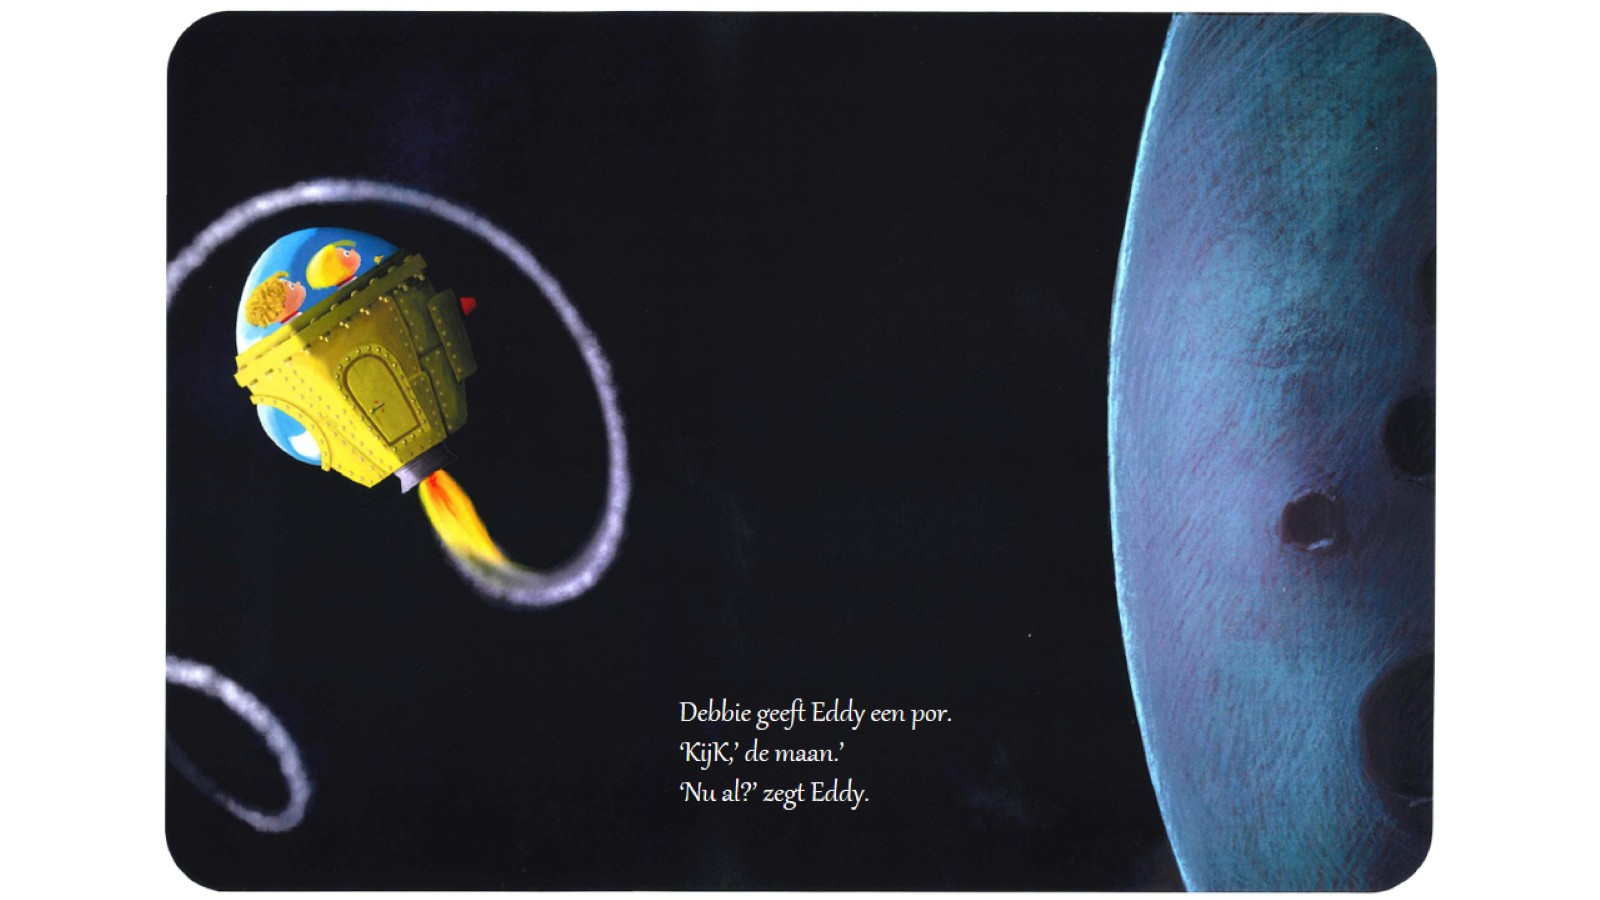 Debbie geeft Eddy een por.
‘KijK,’ de maan.’
‘Nu al?’ zegt Eddy.